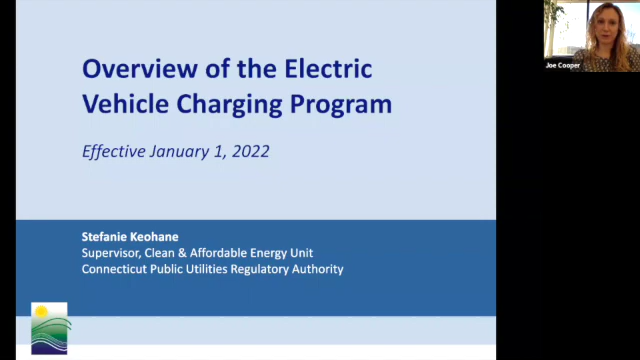 Overview of the Electric
Vehicle Charging Program
Effective January 1, 2022
Stefanie Keohane
Supervisor, Clean & Affordable Energy Unit
Connecticut Public Utilities Regulatory Authority
Joe Cooper